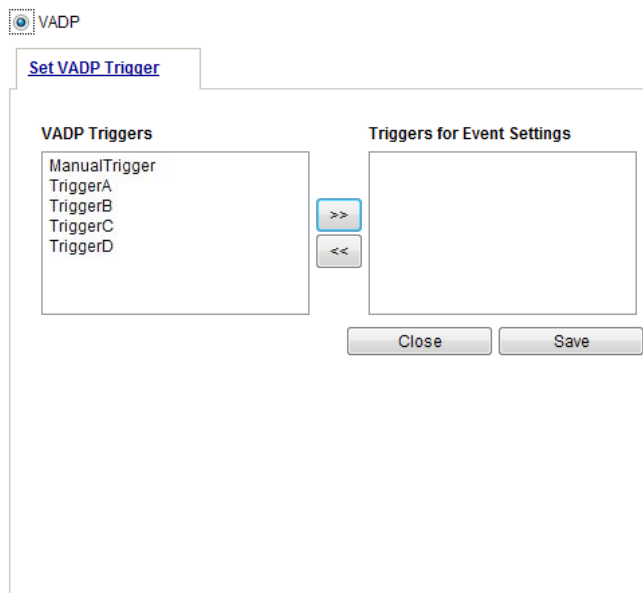 VADP
Set VADP Trigger
VADP Triggers
Triggers for Event Settings
ManualTrigger
TriggerA
TriggerB
TriggerC
TriggerD
>>
<<
Close
Save